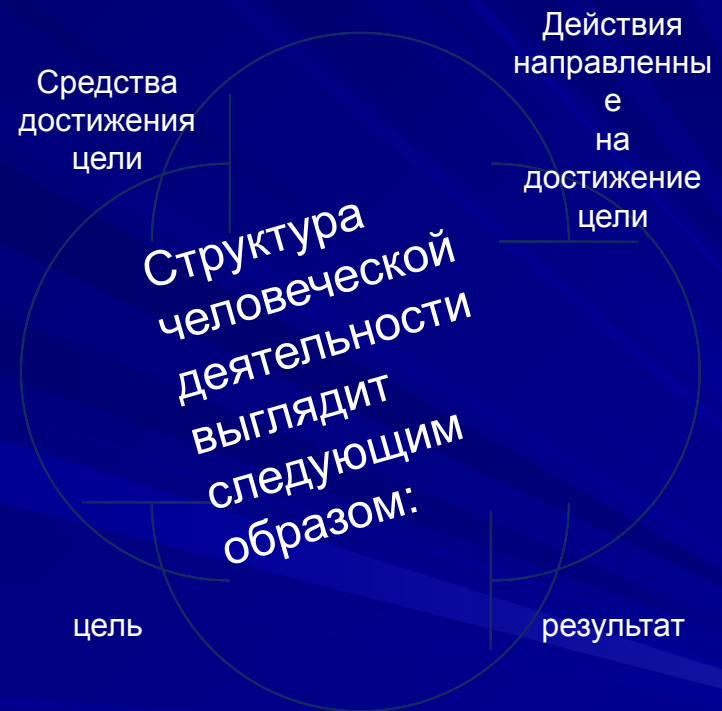 Средства
достижения
цели
Действия
направленны
е
на
достижение
цели
Структура
человеческой
деятельности
выглядит
следующим
образом:
цель
результат